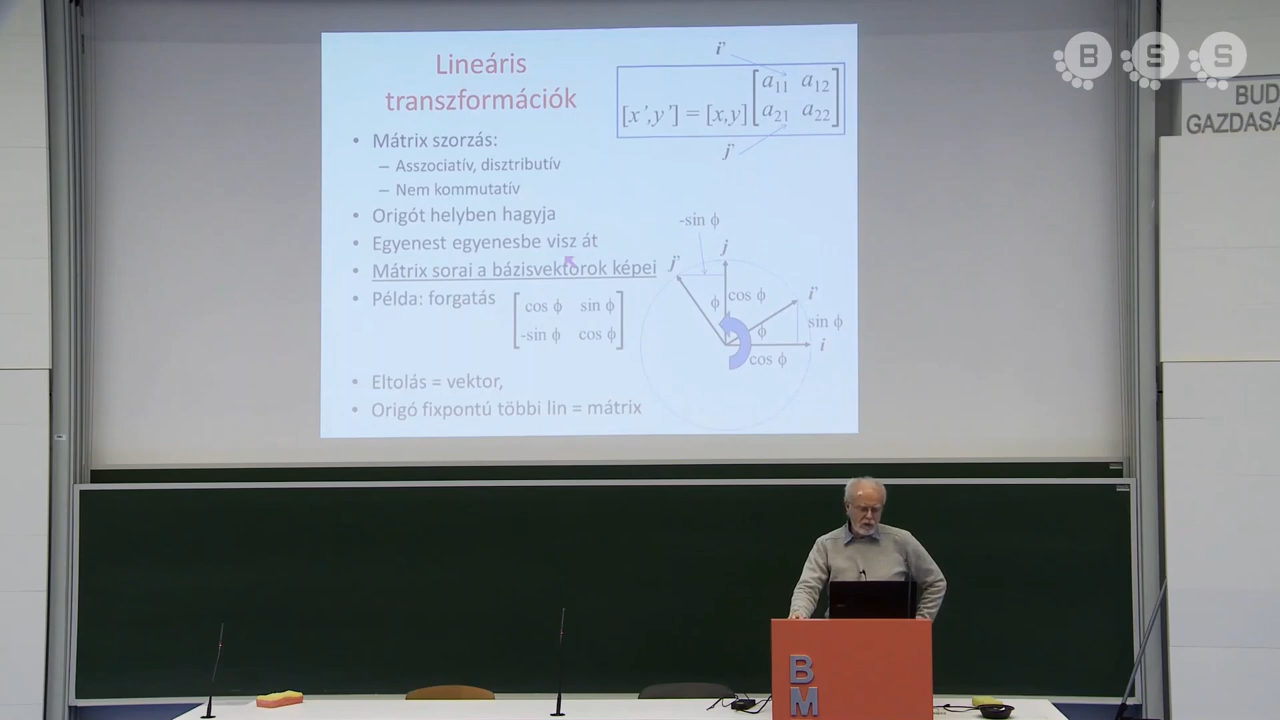 Lineáris
transzformációk
• Mátrix szorzás:
– Asszociatív, disztributív
– Nem kommutatív
• Origót helyben hagyja
• Egyenest egyenesbe visz át
• Mátrix sorai a bázisvektorok képei
• Példa: forgatás
cos ϕ sin ϕ
-sin ϕ cos ϕ
• Eltolás = vektor,
• Origó fixpontú többi lin = mátrix
i'
[x',y'] = [x,y] [a11 a12
a21 a22]
j'
-sin ϕ
j
j'
ϕ
cos ϕ
i'
ϕ
sin ϕ
i
cos ϕ
B S S
BUD
GAZDASÁ
B
M